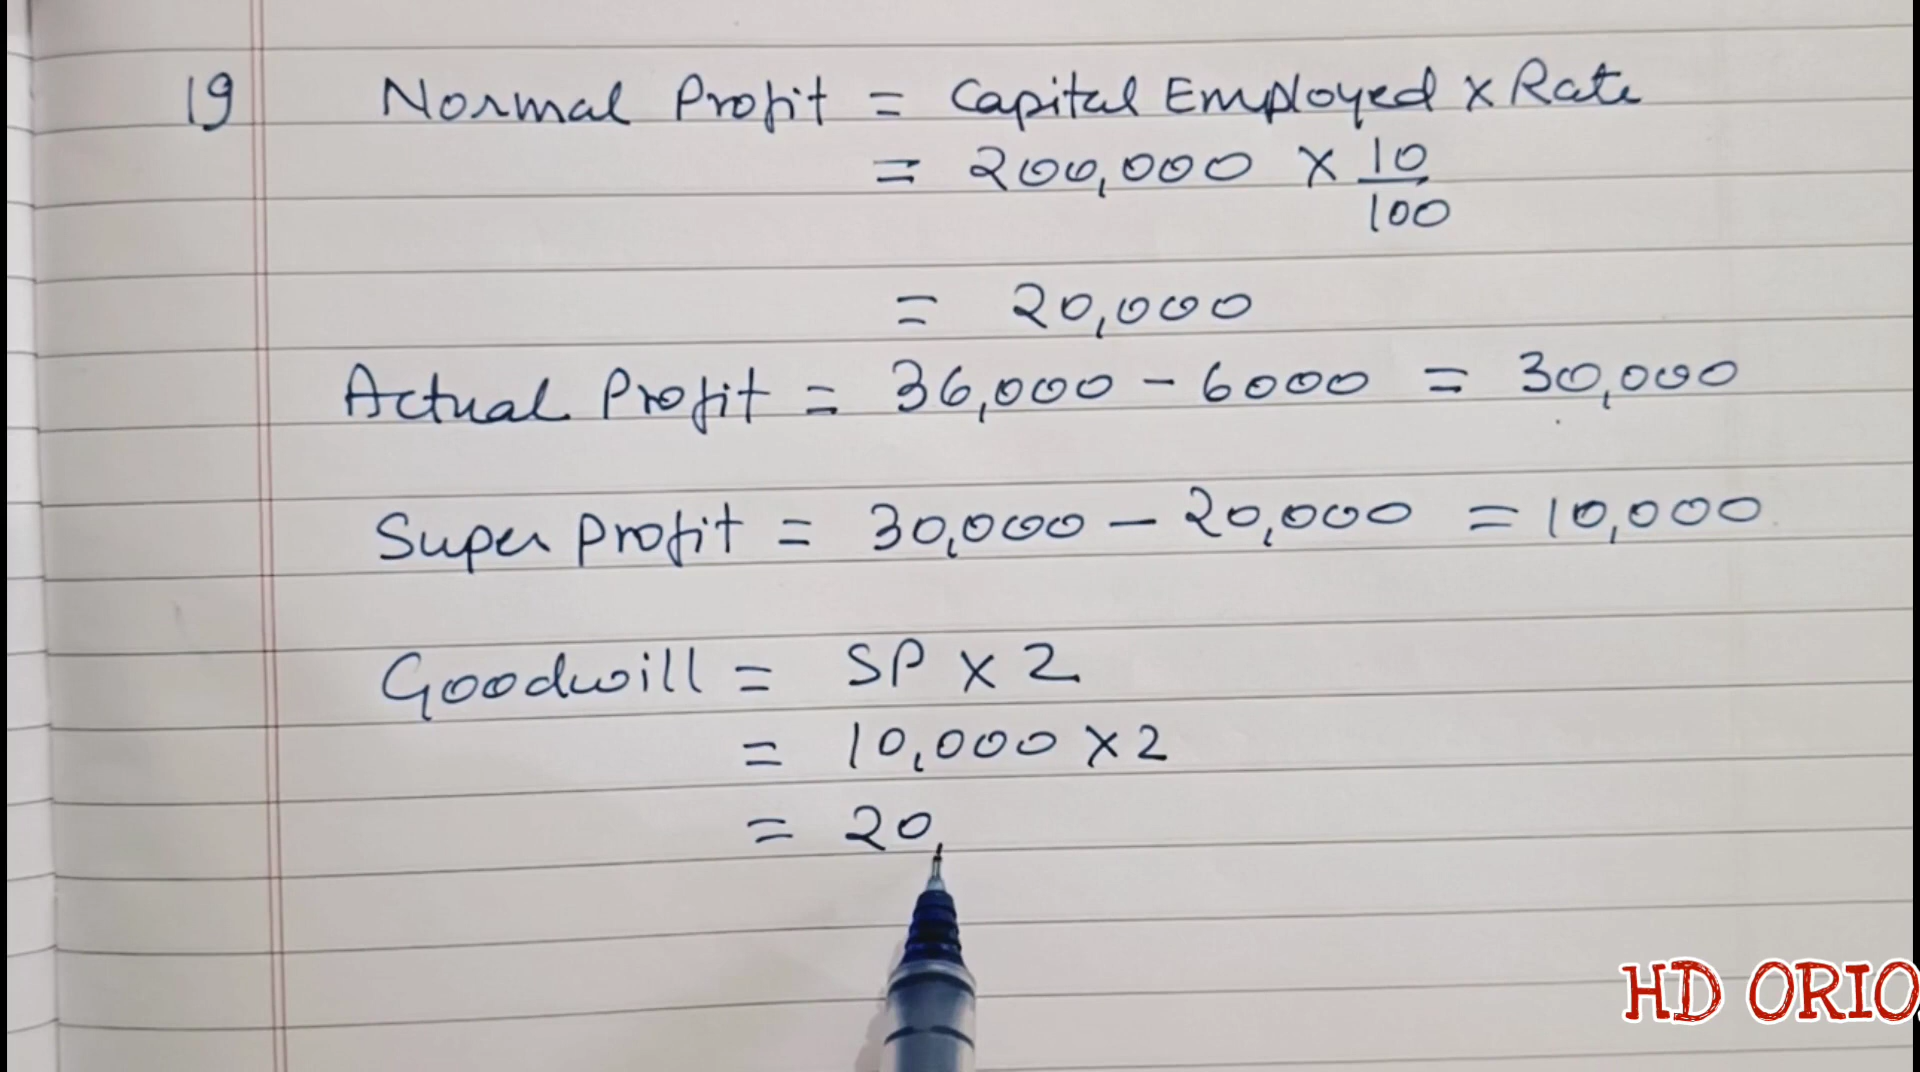 19 Normal Profit = Capital Employed × Rate
= 200,000 × 10/100
= 20,000
Actual Profit = 36,000 - 6000 = 30,000
Super Profit = 30,000 - 20,000 = 10,000
Goodwill = SP × 2
= 10,000 × 2
= 20,
HD ORIO